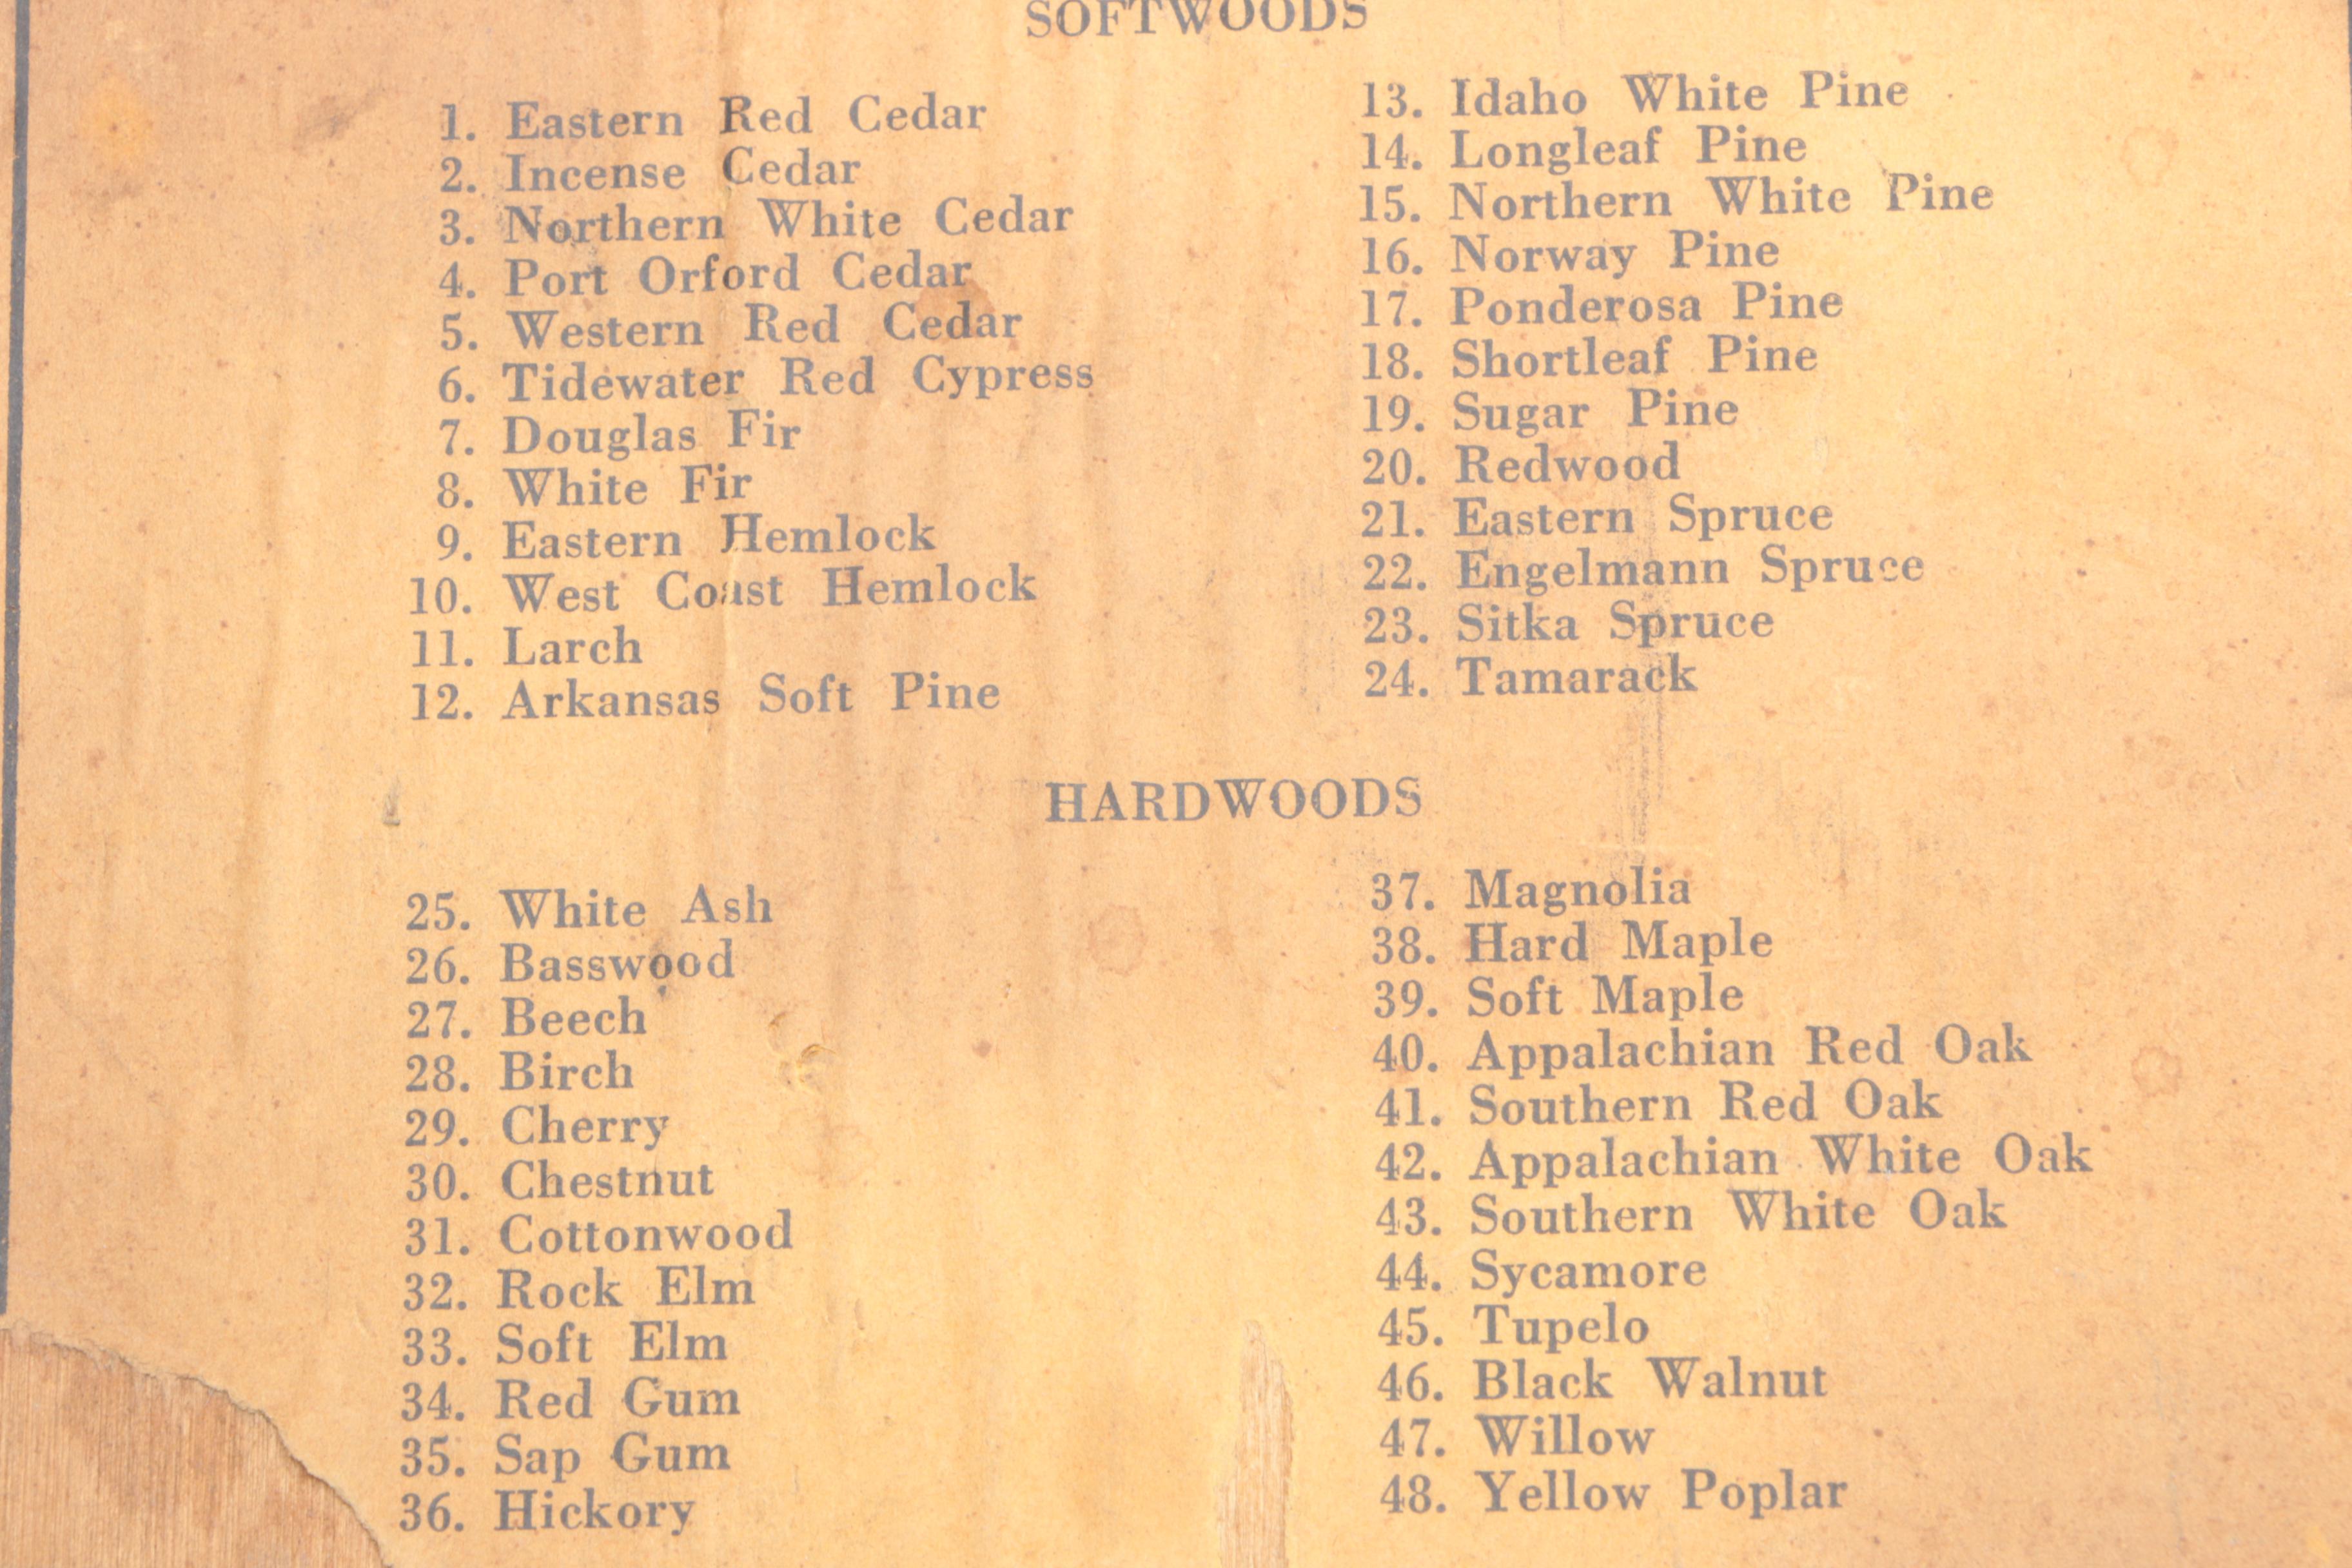 SOFTWOODS
1. Eastern Red Cedar
2. Incense Cedar
3. Northern White Cedar
4. Port Orford Cedar
5. Western Red Cedar
6. Tidewater Red Cypress
7. Douglas Fir
8. White Fir
9. Eastern Hemlock
10. West Coast Hemlock
11. Larch
12. Arkansas Soft Pine
13. Idaho White Pine
14. Longleaf Pine
15. Northern White Pine
16. Norway Pine
17. Ponderosa Pine
18. Shortleaf Pine
19. Sugar Pine
20. Redwood
21. Eastern Spruce
22. Engelmann Spruce
23. Sitka Spruce
24. Tamarack
HARDWOODS
25. White Ash
26. Basswood
27. Beech
28. Birch
29. Cherry
30. Chestnut
31. Cottonwood
32. Rock Elm
33. Soft Elm
34. Red Gum
35. Sap Gum
36. Hickory
37. Magnolia
38. Hard Maple
39. Soft Maple
40. Appalachian Red Oak
41. Southern Red Oak
42. Appalachian White Oak
43. Southern White Oak
44. Sycamore
45. Tupelo
46. Black Walnut
47. Willow
48. Yellow Poplar